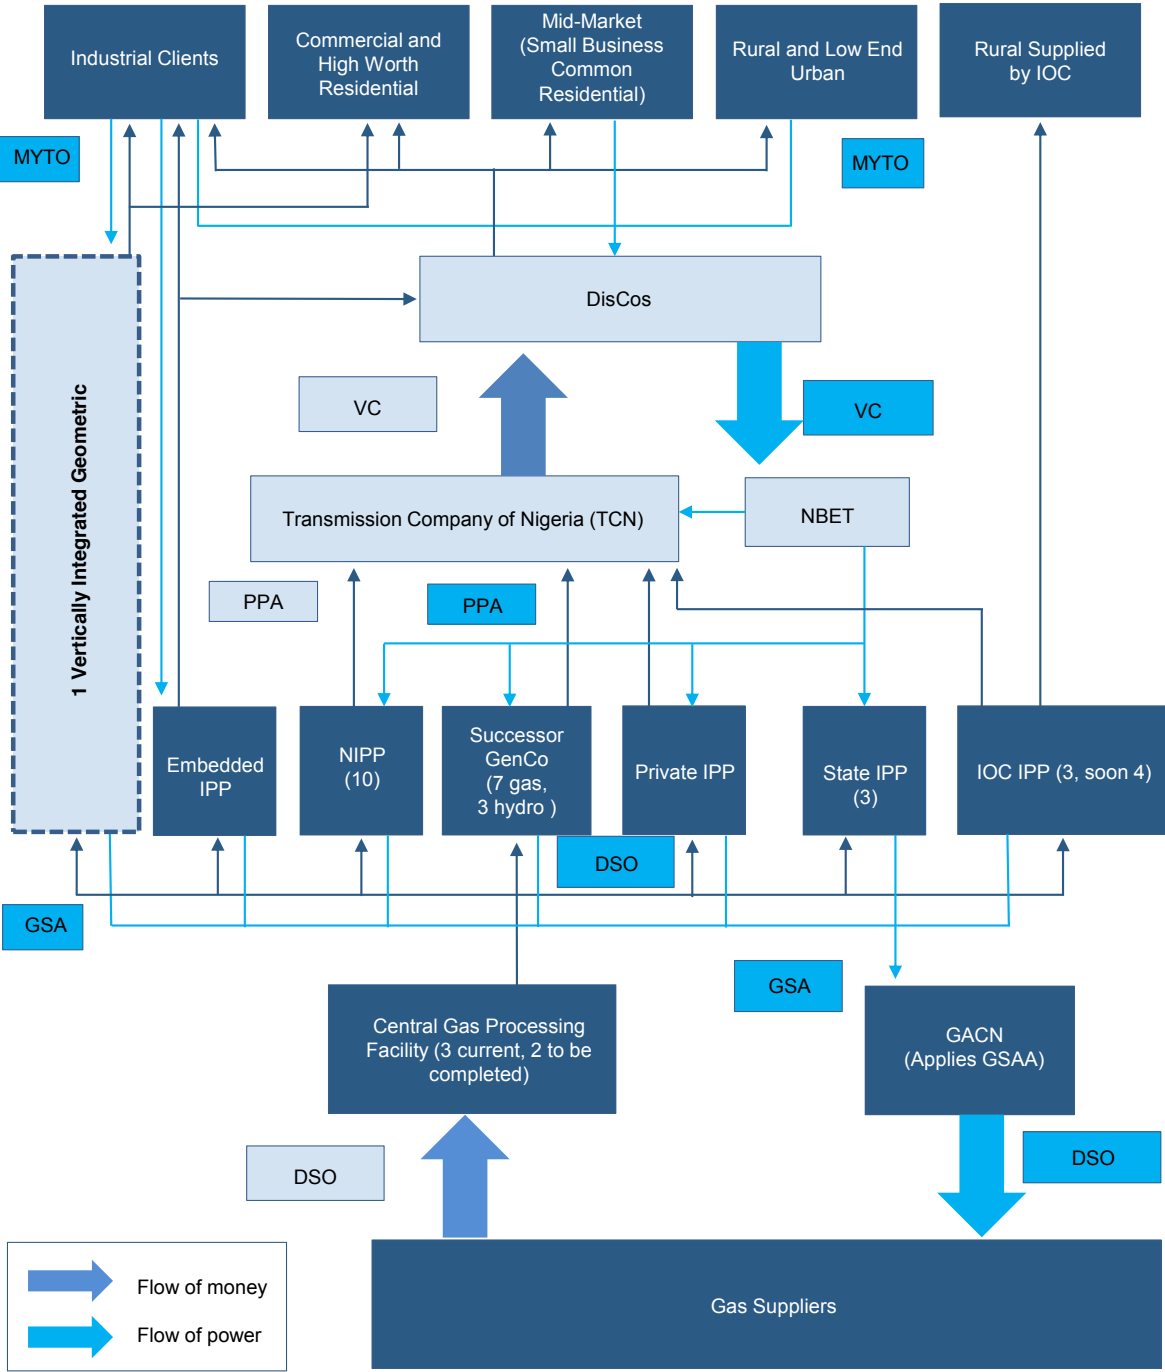 Industrial Clients
Commercial and
High Worth
Residential
Mid-Market
(Small Business
Common
Residential)
Rural and Low End
Urban
Rural Supplied
by IOC
MYTO
MYTO
DisCos
VC
VC
1 Vertically Integrated Geometric
Transmission Company of Nigeria (TCN)
NBET
PPA
PPA
Embedded
IPP
NIPP
(10)
Successor
GenCo
(7 gas,
3 hydro )
Private IPP
State IPP
(3)
IOC IPP (3, soon 4)
DSO
GSA
GSA
Central Gas Processing
Facility (3 current, 2 to be
completed)
GACN
(Applies GSAA)
DSO
DSO
Flow of money
Flow of power
Gas Suppliers